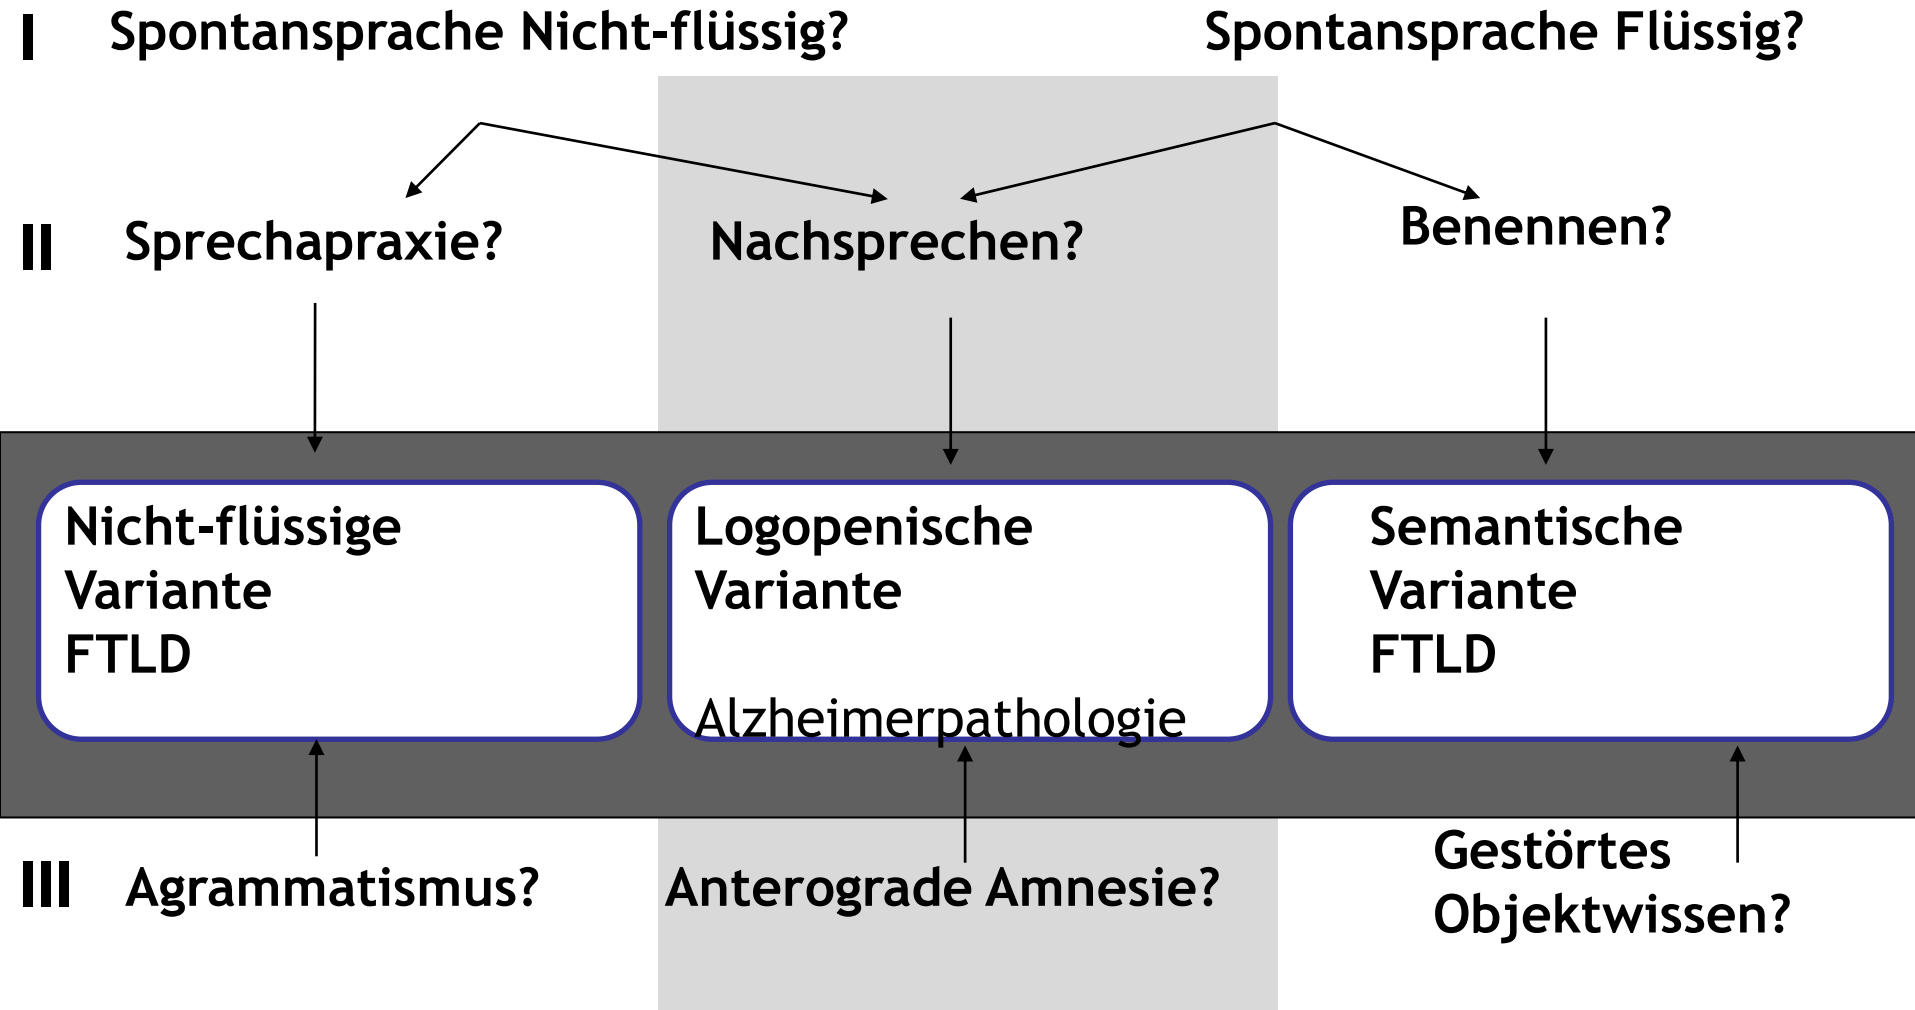 I Spontansprache Nicht-flüssig? Spontansprache Flüssig?
II Sprechapraxie? Nachsprechen? Benennen?
Nicht-flüssige
Variante
FTLD
Logopenische
Variante
Alzheimerpathologie
Semantische
Variante
FTLD
III Agrammatismus? Anterograde Amnesie?
Gestörtes
Objektwissen?